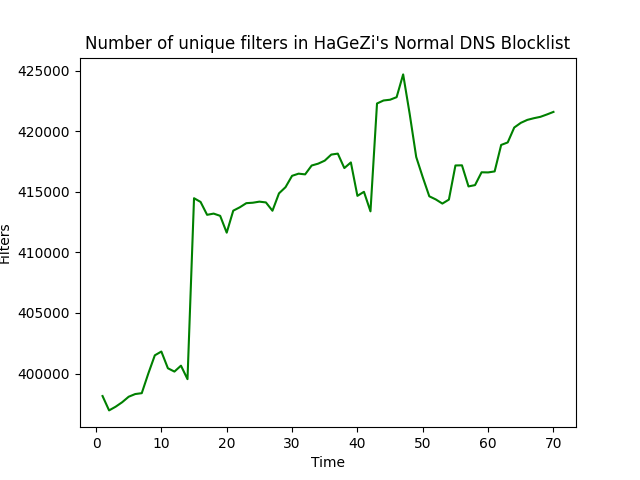 Number of unique filters in HaGeZi's Normal DNS Blocklist
425000
420000
415000
410000
405000
400000
Filters
0 10 20 30 40 50 60 70
Time